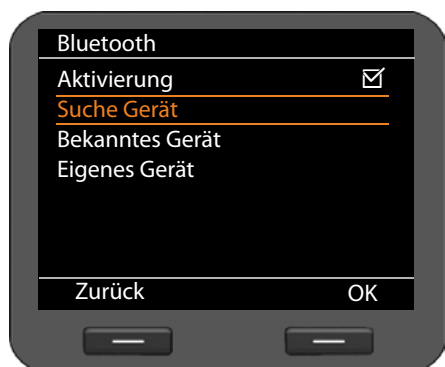 Bluetooth
Aktivierung
Suche Gerät
Bekanntes Gerät
Eigenes Gerät
Zurück OK